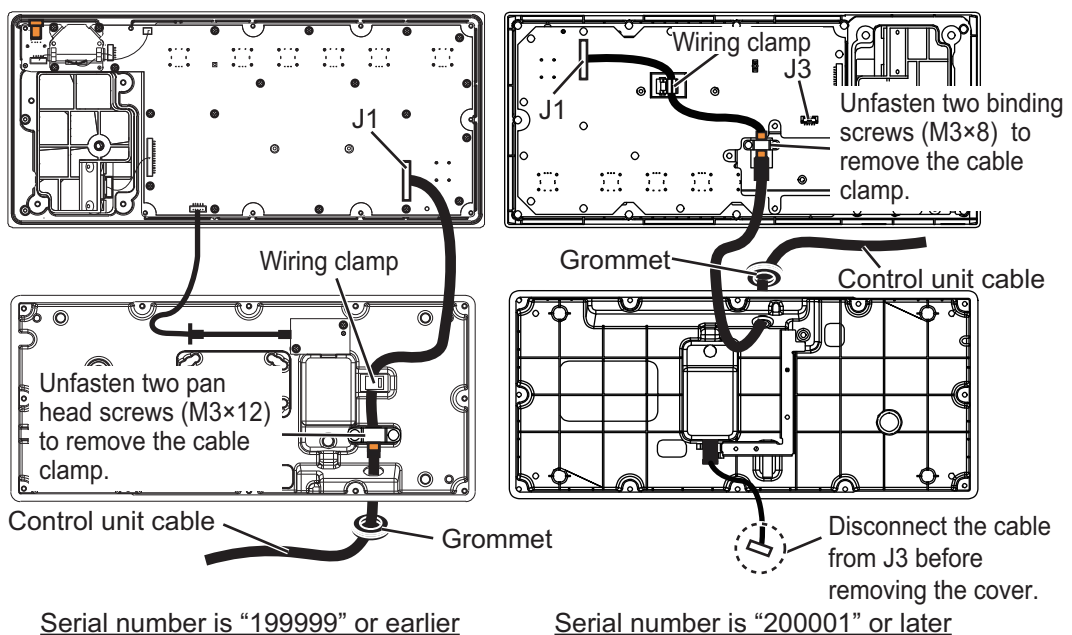 J1
Wiring clamp
Unfasten two pan
head screws (M3×12)
to remove the cable
clamp.
Control unit cable
Grommet
Serial number is “199999” or earlier
Wiring clamp
J3
J1
Unfasten two binding
screws (M3×8) to
remove the cable
clamp.
Grommet
Control unit cable
Disconnect the cable
from J3 before
removing the cover.
Serial number is “200001” or later